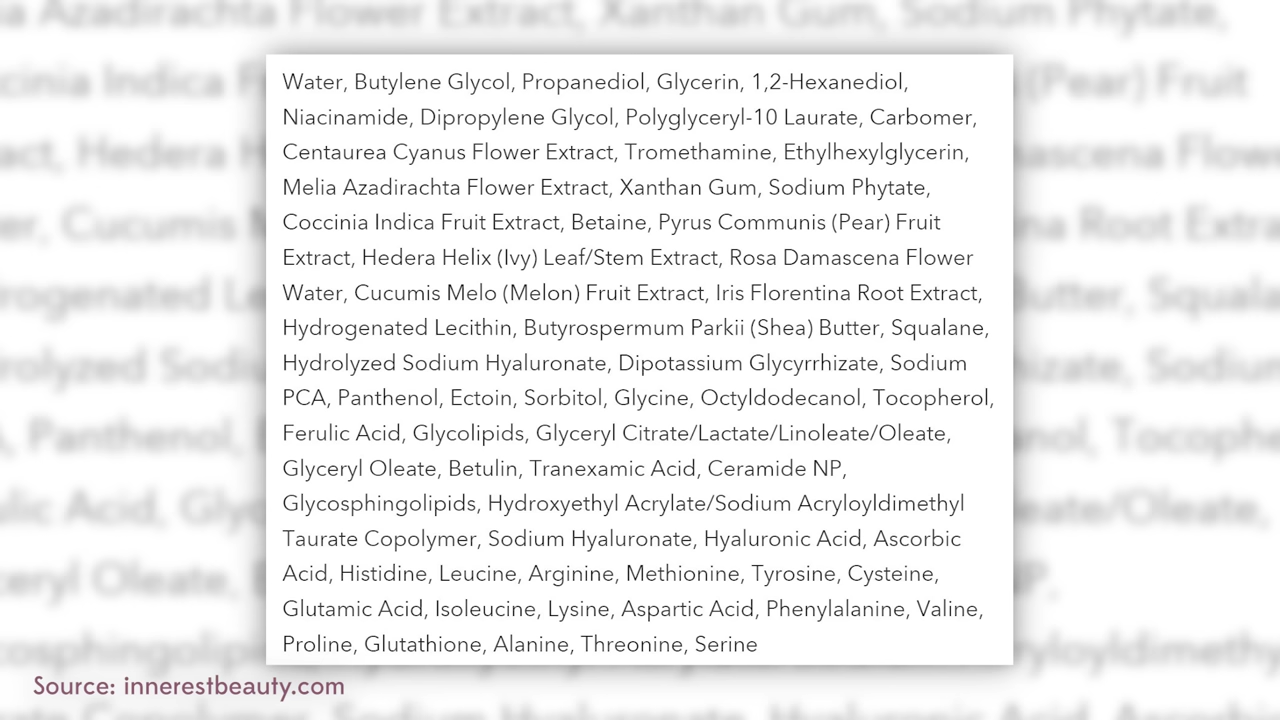 Water, Butylene Glycol, Propanediol, Glycerin, 1,2-Hexanediol,
Niacinamide, Dipropylene Glycol, Polyglyceryl-10 Laurate, Carbomer,
Centaurea Cyanus Flower Extract, Tromethamine, Ethylhexylglycerin,
Melia Azadirachta Flower Extract, Xanthan Gum, Sodium Phytate,
Coccinia Indica Fruit Extract, Betaine, Pyrus Communis (Pear) Fruit
Extract, Hedera Helix (Ivy) Leaf/Stem Extract, Rosa Damascena Flower
Water, Cucumis Melo (Melon) Fruit Extract, Iris Florentina Root Extract,
Hydrogenated Lecithin, Butyrospermum Parkii (Shea) Butter, Squalane,
Hydrolyzed Sodium Hyaluronate, Dipotassium Glycyrrhizate, Sodium
PCA, Panthenol, Ectoin, Sorbitol, Glycine, Octyldodecanol, Tocopherol,
Ferulic Acid, Glycolipids, Glyceryl Citrate/Lactate/Linoleate/Oleate,
Glyceryl Oleate, Betulin, Tranexamic Acid, Ceramide NP,
Glycosphingolipids, Hydroxyethyl Acrylate/Sodium Acryloyldimethyl
Taurate Copolymer, Sodium Hyaluronate, Hyaluronic Acid, Ascorbic
Acid, Histidine, Leucine, Arginine, Methionine, Tyrosine, Cysteine,
Glutamic Acid, Isoleucine, Lysine, Aspartic Acid, Phenylalanine, Valine,
Proline, Glutathione, Alanine, Threonine, Serine
Source: innerestbeauty.com